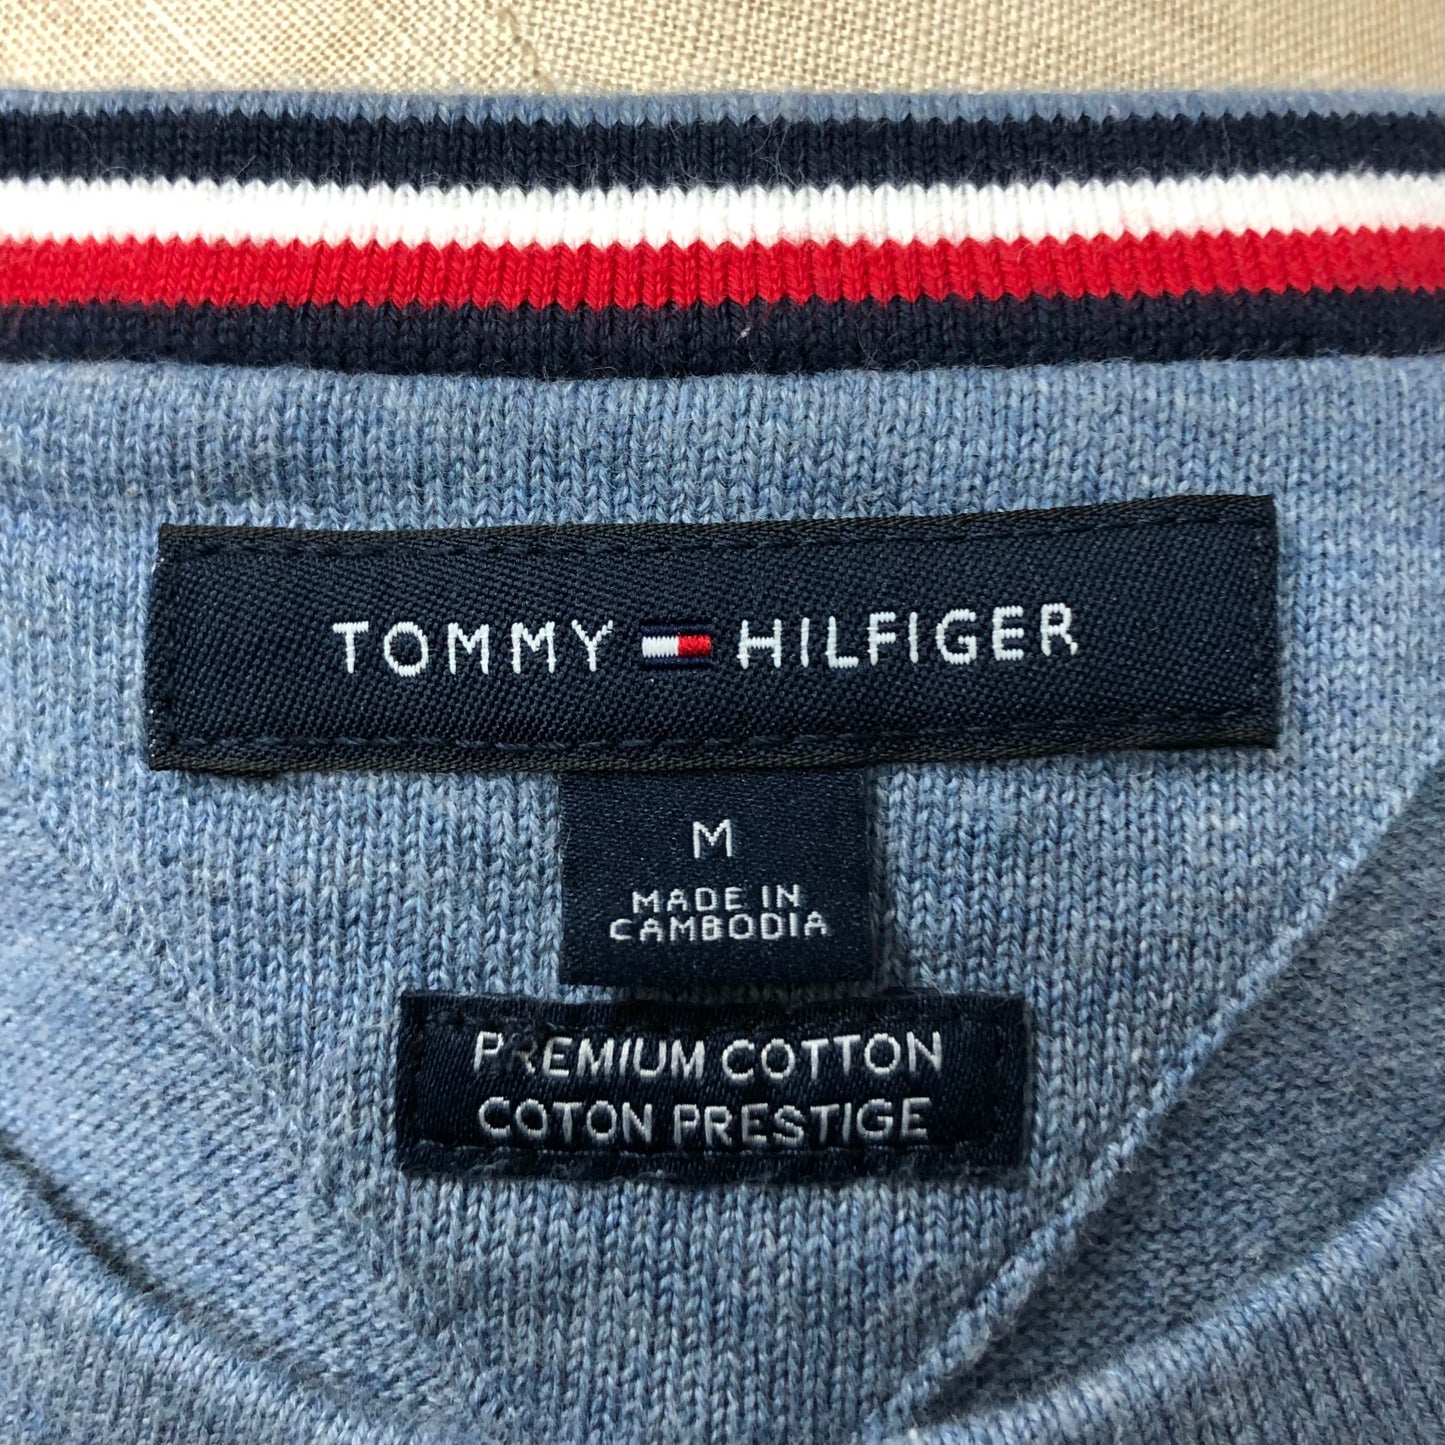 TOMMY HILFIGER
M
MADE IN
CAMBODIA
PREMIUM COTTON
COTON PRESTIGE